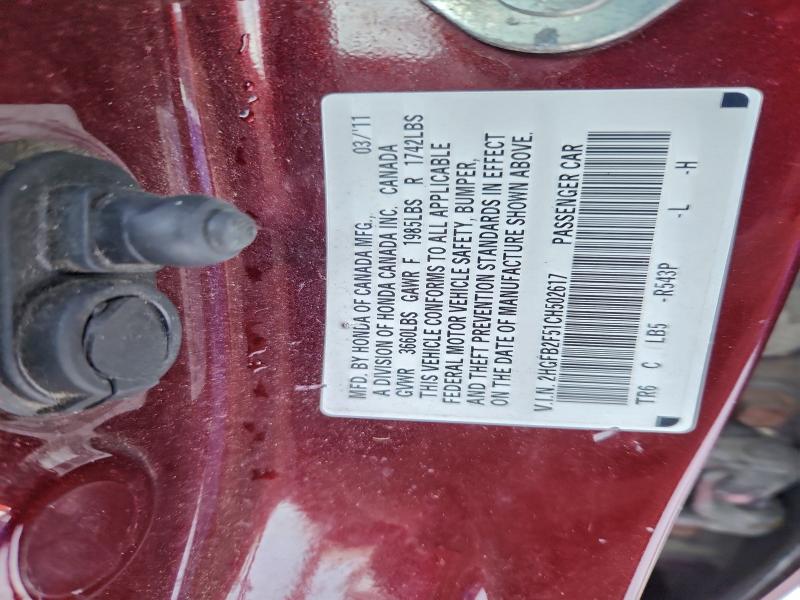 MFD. BY HONDA OF CANADA MFG., 03/'11
A DIVISION OF HONDA CANADA INC. CANADA
GVWR 3660LBS GAWR F 1985LBS R 1742LBS
THIS VEHICLE CONFORMS TO ALL APPLICABLE
FEDERAL MOTOR VEHICLE SAFETY, BUMPER,
AND THEFT PREVENTION STANDARDS IN EFFECT
ON THE DATE OF MANUFACTURE SHOWN ABOVE.
V.I.N. 2HGFB2F51CH502617 PASSENGER CAR
TR6 C LB5 -R543P -L -H